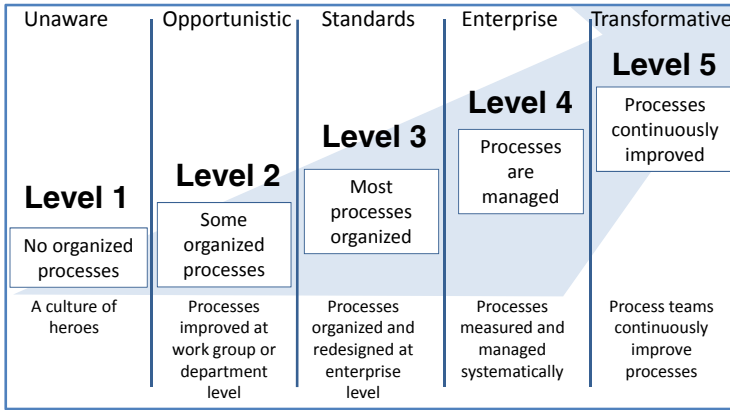 Unaware
Opportunistic
Standards
Enterprise
Transformative
Level 1
No organized
processes
A culture of
heroes
Level 2
Some
organized
processes
Processes
improved at
work group or
department
level
Level 3
Most
processes
organized
Processes
organized and
redesigned at
enterprise
level
Level 4
Processes
are
managed
Processes
measured and
managed
systematically
Level 5
Processes
continuously
improved
Process teams
continuously
improve
processes